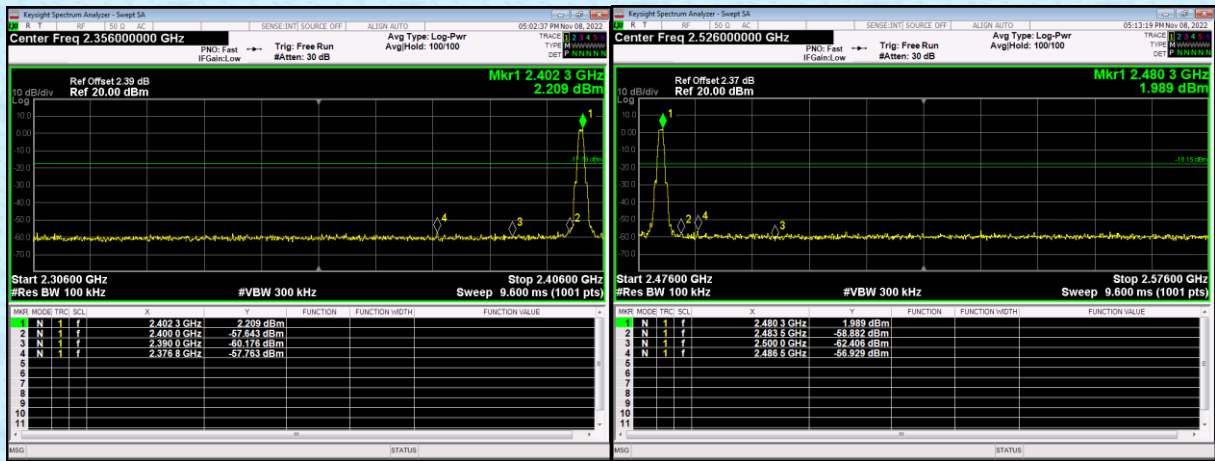 Keysight Spectrum Analyzer - Swept SA
R T RF 50 Ω AC SENSE:INT SOURCE OFF ALIGN AUTO 05:02:37 PM Nov 08, 2022
Center Freq 2.356000000 GHz
PNO: Fast
IFGain:Low
Trig: Free Run
#Atten: 30 dB
Avg Type: Log-Pwr
Avg|Hold: 100/100
TRACE 1 2 3 4 5 6
TYPE M WWWWW
DET P N N N N N
Ref Offset 2.39 dB
10 dB/div Ref 20.00 dBm
Mkr1 2.402 3 GHz
2.209 dBm
Log
10.0
0.00
-10.0
-20.0
-30.0
-40.0
-50.0
-60.0
-70.0
1
4
3
2
Start 2.30600 GHz Stop 2.40600 GHz
#Res BW 100 kHz #VBW 300 kHz Sweep 9.600 ms (1001 pts)
MKR MODE TRC SCL X Y FUNCTION FUNCTION WIDTH FUNCTION VALUE
1 N 1 f 2.402 3 GHz 2.209 dBm
2 N 1 f 2.400 0 GHz -57.643 dBm
3 N 1 f 2.390 0 GHz -60.176 dBm
4 N 1 f 2.376 8 GHz -57.763 dBm
5
6
7
8
9
10
11
MSG STATUS
Keysight Spectrum Analyzer - Swept SA
R T RF 50 Ω AC SENSE:INT SOURCE OFF ALIGN AUTO 05:13:19 PM Nov 08, 2022
Center Freq 2.526000000 GHz
PNO: Fast
IFGain:Low
Trig: Free Run
#Atten: 30 dB
Avg Type: Log-Pwr
Avg|Hold: 100/100
TRACE 1 2 3 4 5 6
TYPE M WWWWW
DET P N N N N N
Ref Offset 2.37 dB
10 dB/div Ref 20.00 dBm
Mkr1 2.480 3 GHz
1.989 dBm
Log
10.0
0.00
-10.0
-20.0
-30.0
-40.0
-50.0
-60.0
-70.0
1
-18.15 dBm
2
4
3
Start 2.47600 GHz Stop 2.57600 GHz
#Res BW 100 kHz #VBW 300 kHz Sweep 9.600 ms (1001 pts)
MKR MODE TRC SCL X Y FUNCTION FUNCTION WIDTH FUNCTION VALUE
1 N 1 f 2.480 3 GHz 1.989 dBm
2 N 1 f 2.483 5 GHz -58.882 dBm
3 N 1 f 2.500 0 GHz -62.406 dBm
4 N 1 f 2.486 5 GHz -56.929 dBm
5
6
7
8
9
10
11
MSG STATUS